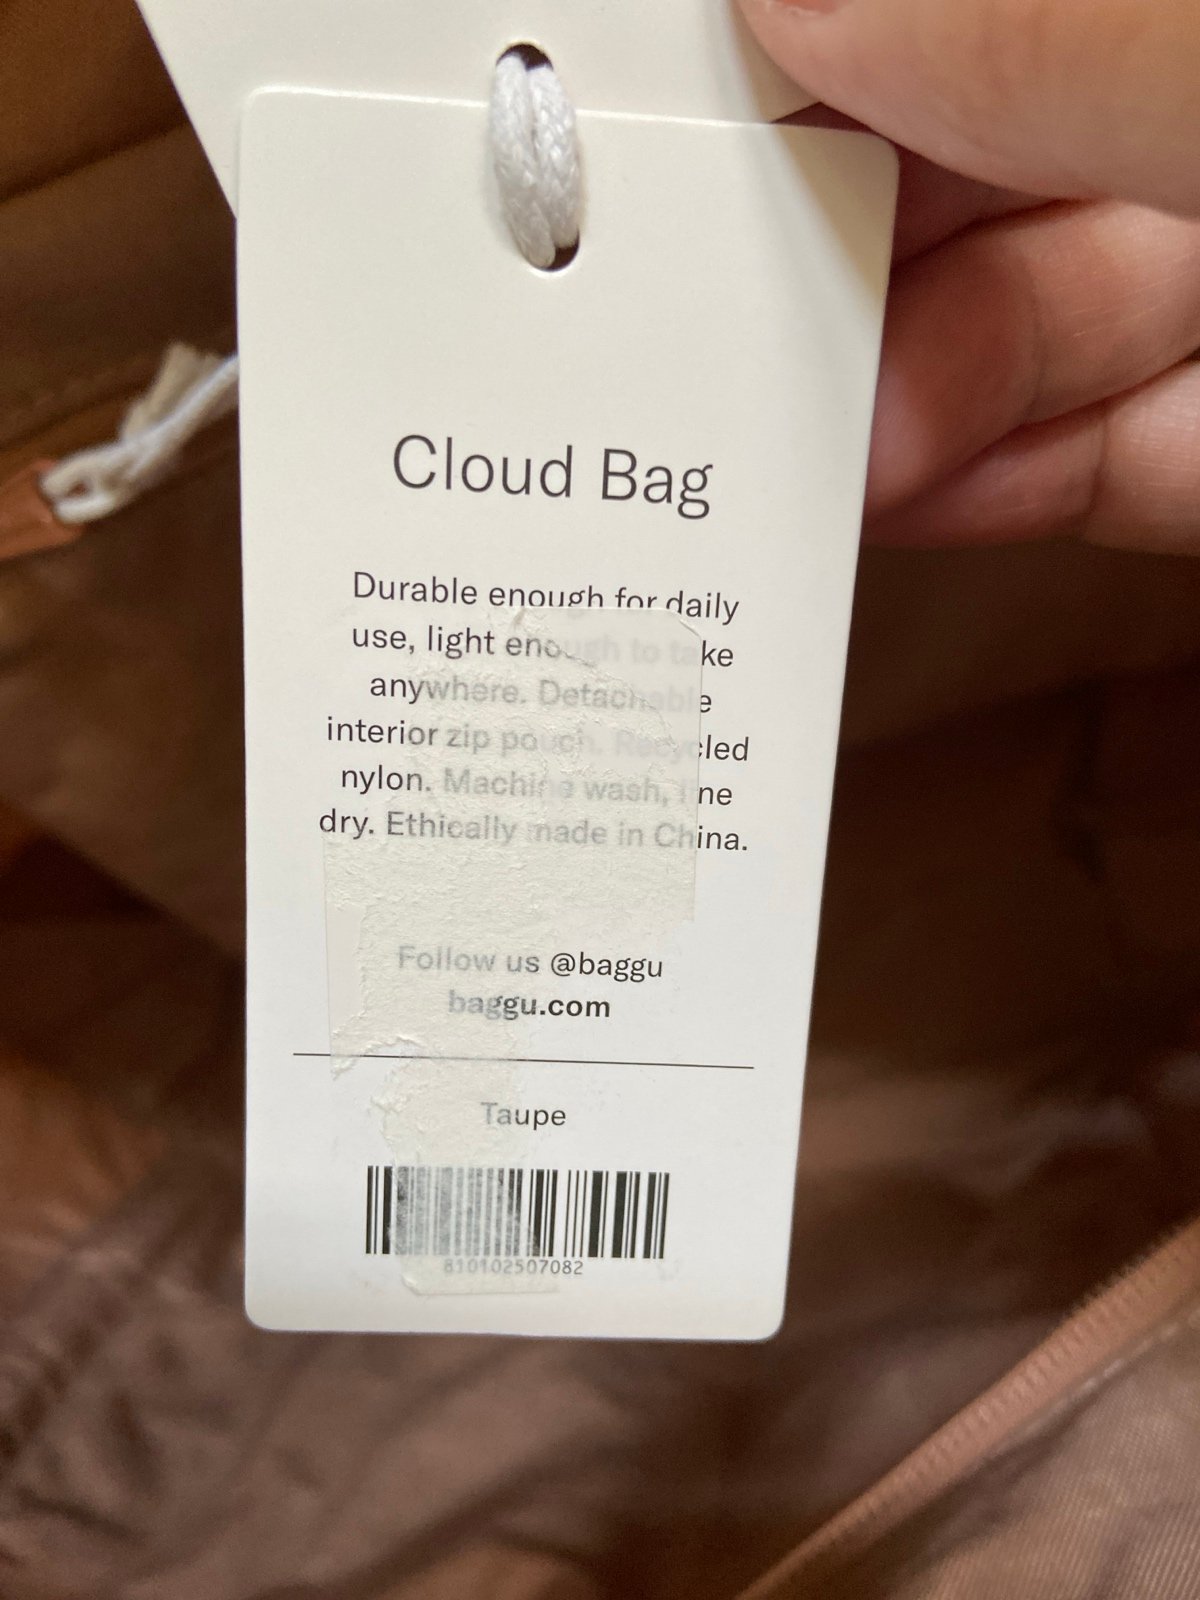 Cloud Bag
Durable enough for daily
use, light enough to take
anywhere. Detachable
interior zip pouch. Recycled
nylon. Machine wash, line
dry. Ethically made in China.
Follow us @baggu
baggu.com
Taupe
810102507082